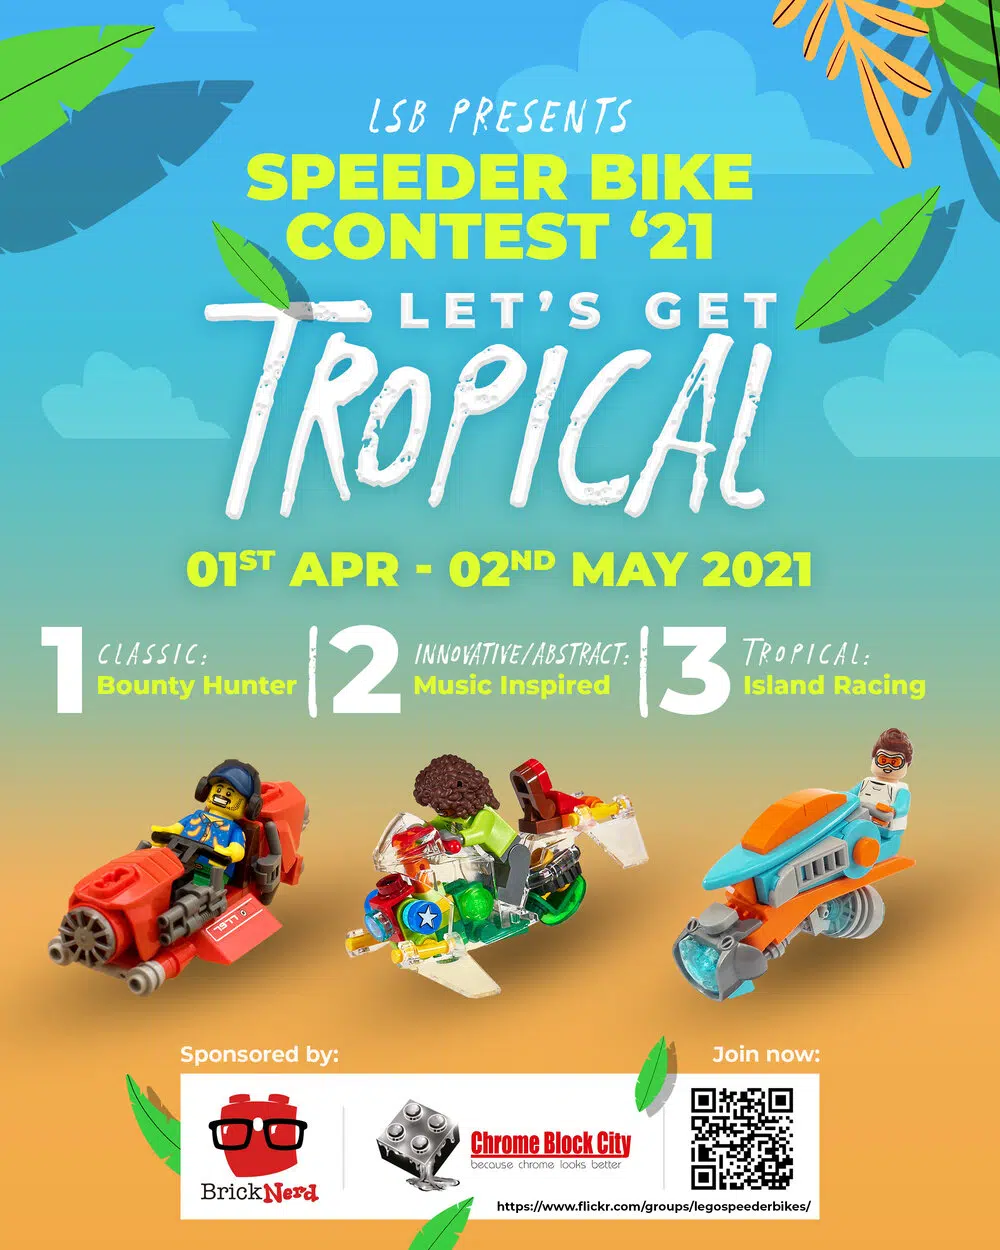 LSB PRESENTS
SPEEDER BIKE
CONTEST ‘21
LET'S GET
TROPICAL
01ST APR - 02ND MAY 2021
1 CLASSIC:
Bounty Hunter
2 INNOVATIVE/ABSTRACT:
Music Inspired
3 TROPICAL:
Island Racing
Sponsored by:
Join now:
BrickNerd
Chrome Block City
because chrome looks better
https://www.flickr.com/groups/legospeederbikes/